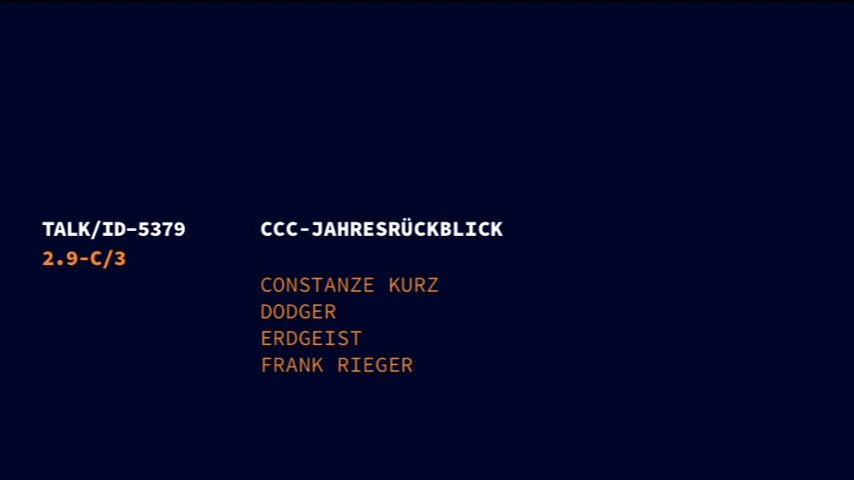 TALK/ID-5379
2.9-C/3
CCC-JAHRESRÜCKBLICK
CONSTANZE KURZ
DODGER
ERDGEIST
FRANK RIEGER